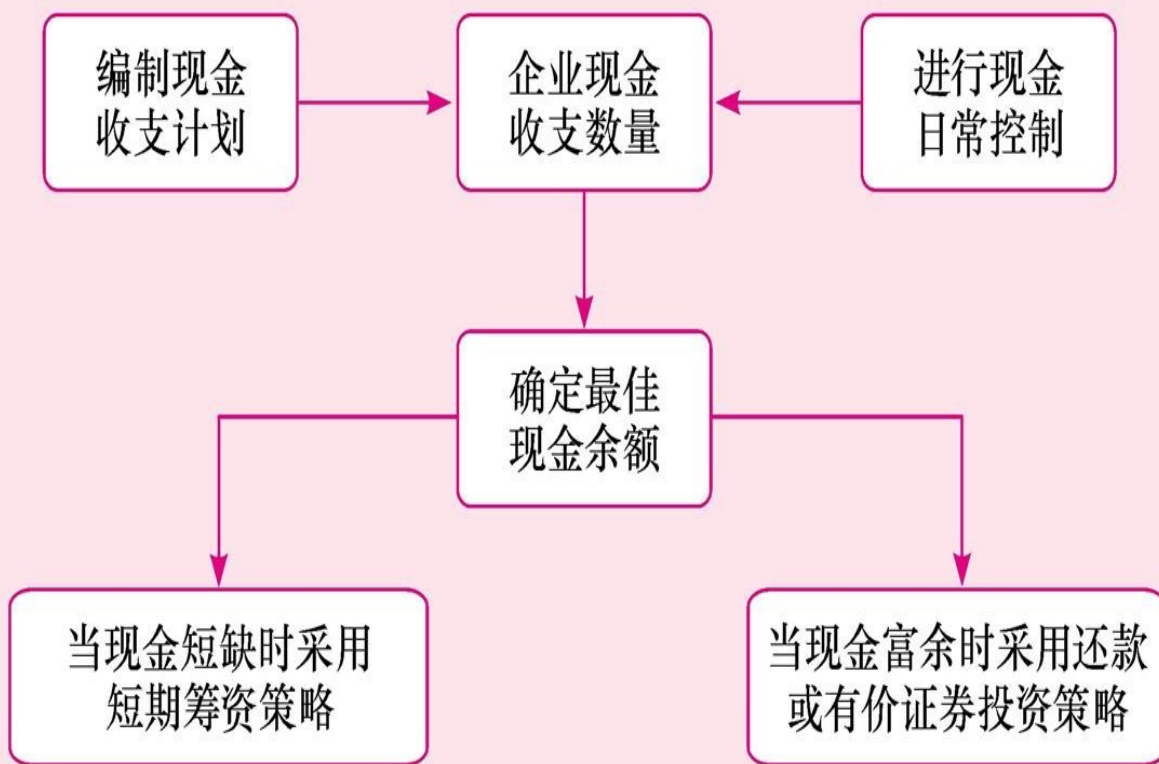 编制现金
收支计划
企业现金
收支数量
进行现金
日常控制
确定最佳
现金余额
当现金短缺时采用
短期筹资策略
当现金富余时采用还款
或有价证券投资策略